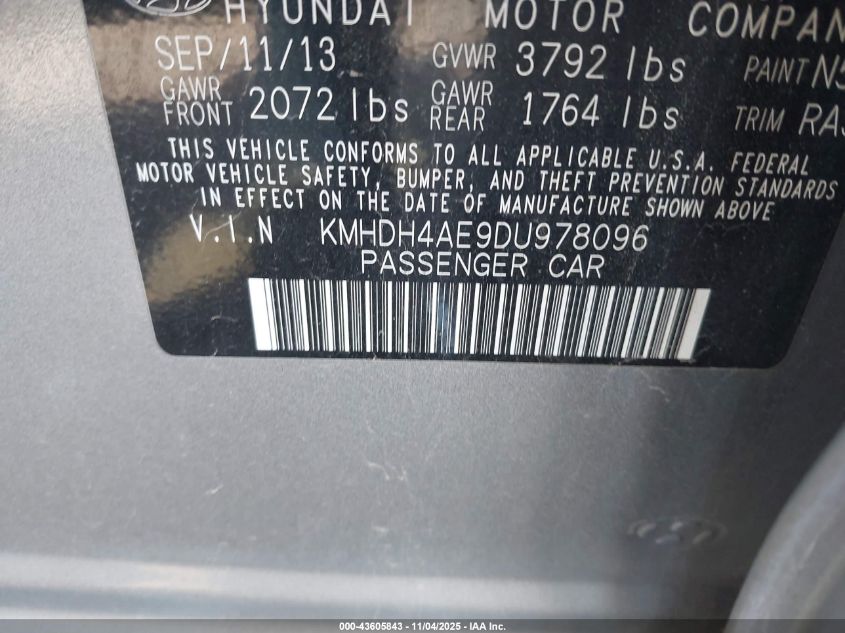 HYUNDAI MOTOR COMPAN
SEP/11/13 GVWR 3792 lbs PAINT N5
GAWR FRONT 2072 lbs GAWR REAR 1764 lbs TRIM RA
THIS VEHICLE CONFORMS TO ALL APPLICABLE U.S.A. FEDERAL
MOTOR VEHICLE SAFETY, BUMPER, AND THEFT PREVENTION STANDARDS
IN EFFECT ON THE DATE OF MANUFACTURE SHOWN ABOVE
V.I.N KMHDH4AE9DU978096
PASSENGER CAR
000-43605843 - 11/04/2025 - IAA Inc.